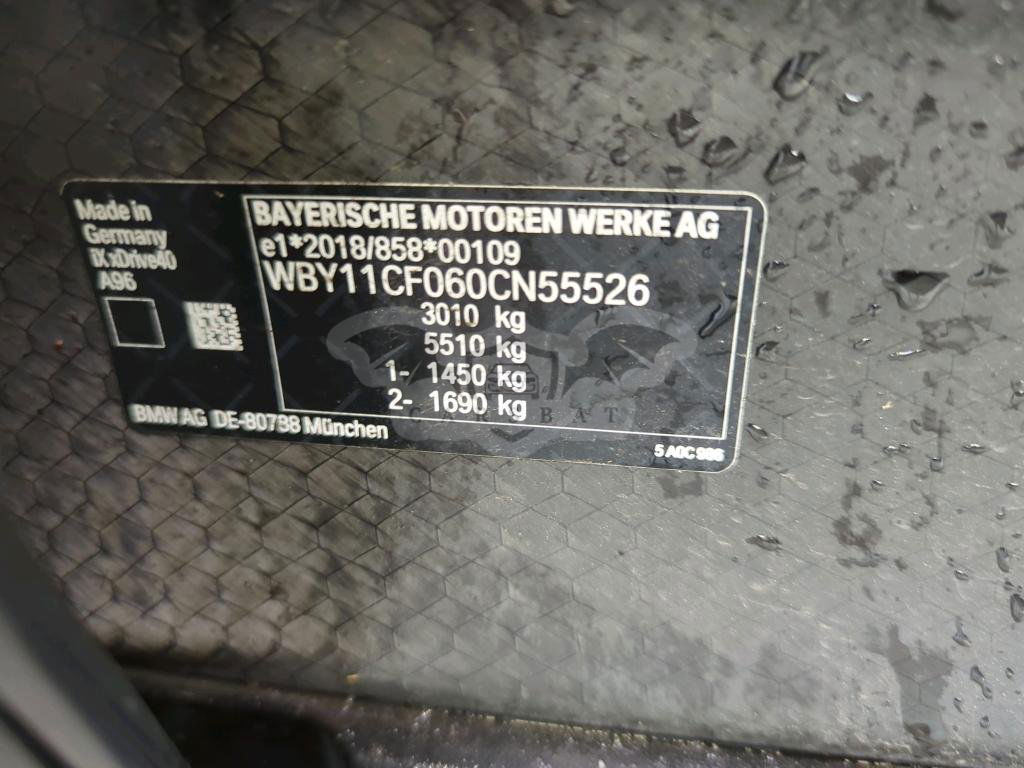 Made in
Germany
iX xDrive40
A96
BAYERISCHE MOTOREN WERKE AG
e1*2018/858*00109
WBY11CF060CN55526
3010 kg
5510 kg
1- 1450 kg
2- 1690 kg
CAROBAT
BMW AG DE-80788 München
5 A0C 986